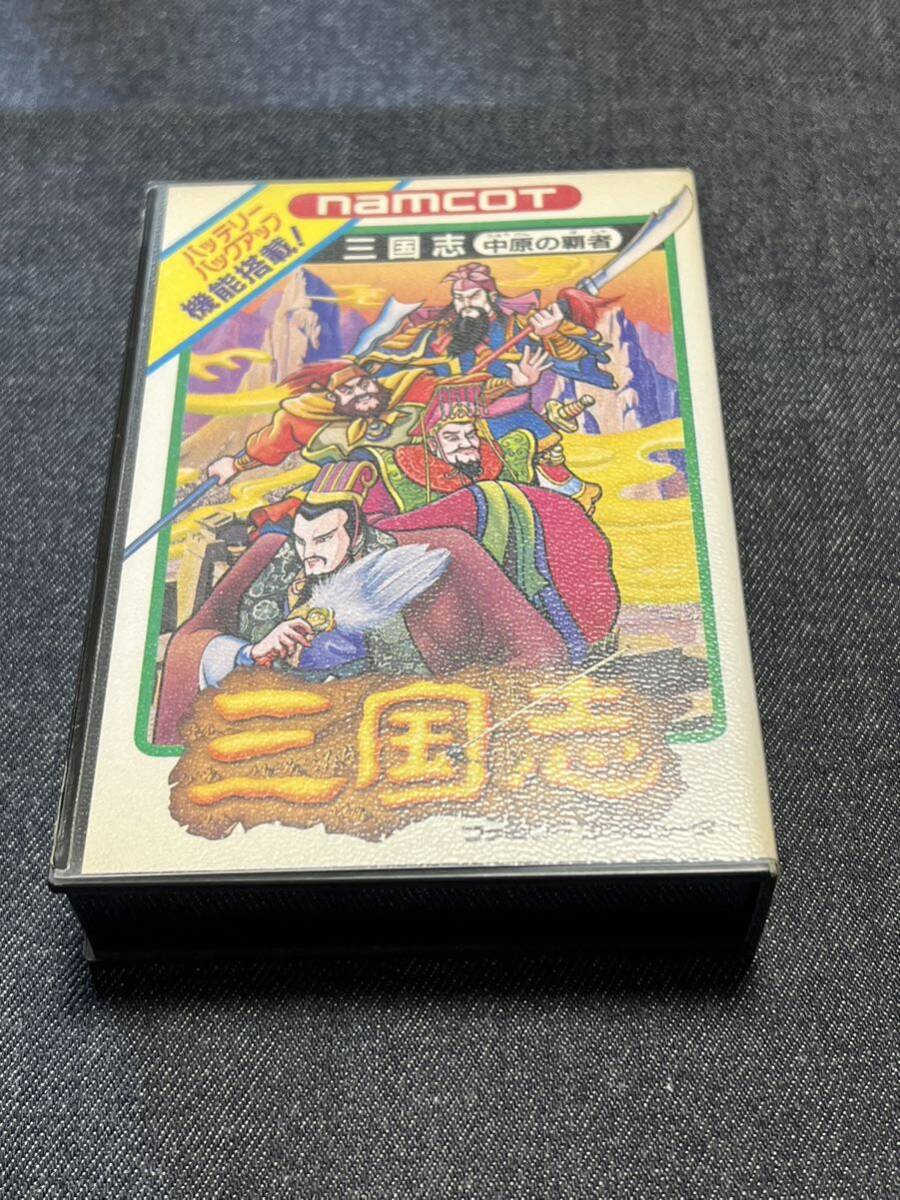 namcot
バッテリー
バックアップ
機能搭載!
三国志 中原の覇者
三国志